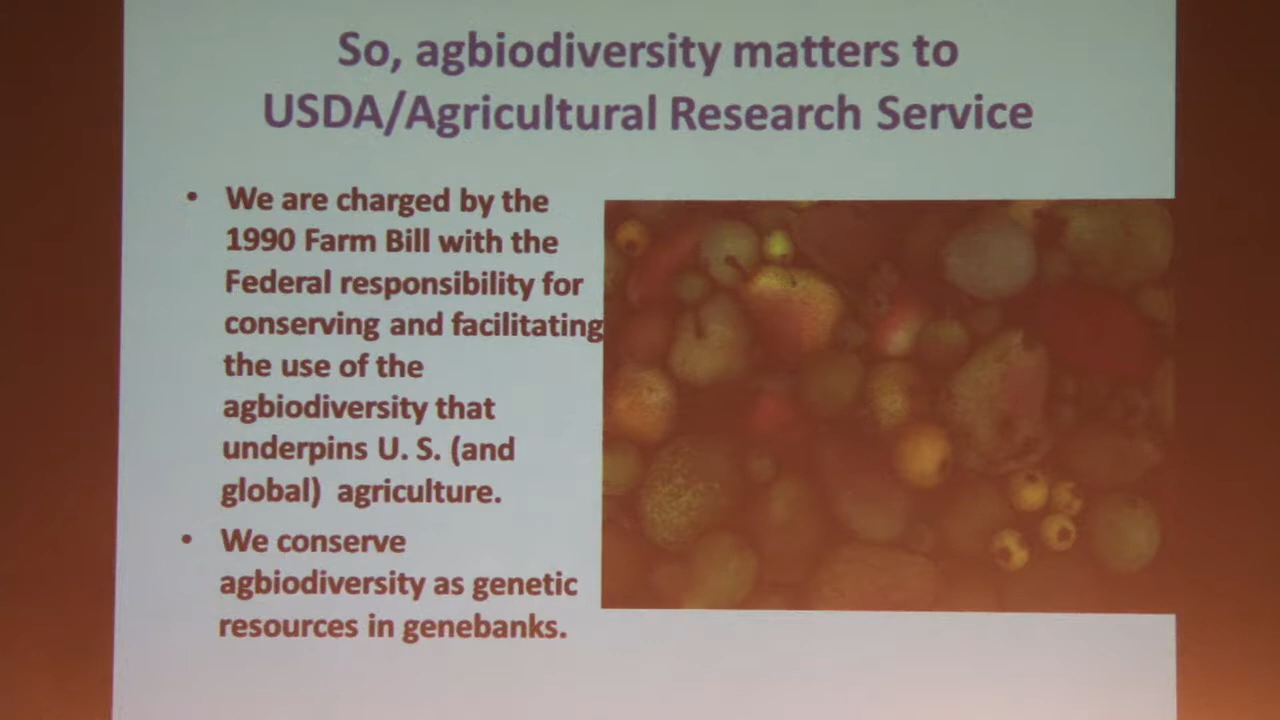 So, agbiodiversity matters to
USDA/Agricultural Research Service
• We are charged by the
1990 Farm Bill with the
Federal responsibility for
conserving and facilitating
the use of the
agbiodiversity that
underpins U. S. (and
global) agriculture.
• We conserve
agbiodiversity as genetic
resources in genebanks.